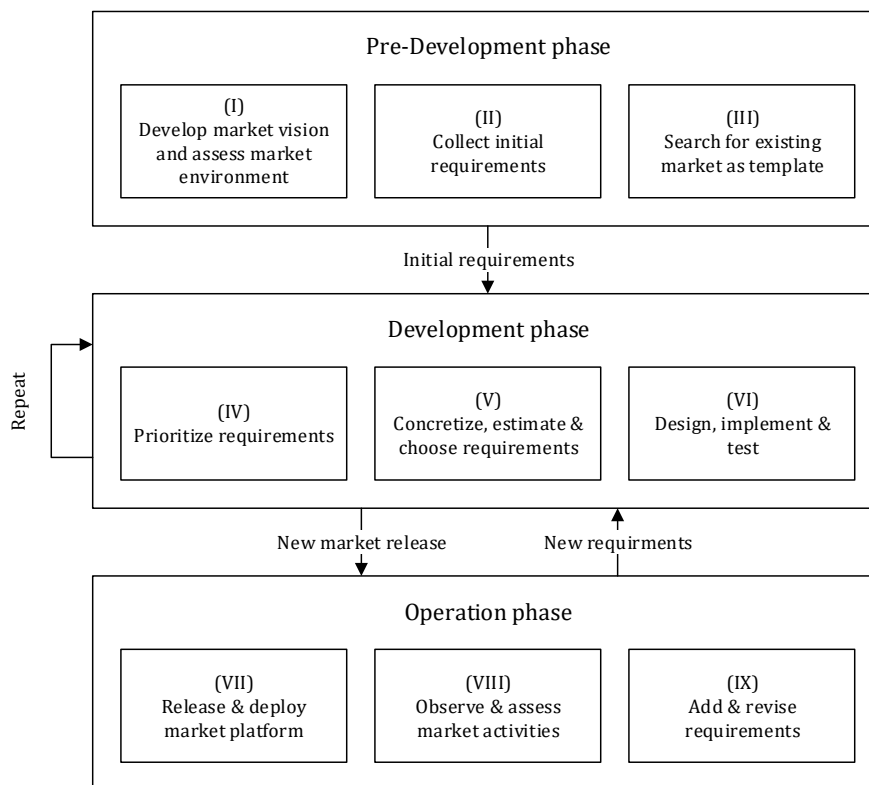 Pre-Development phase
(I)
Develop market vision
and assess market
environment
(II)
Collect initial
requirements
(III)
Search for existing
market as template
Initial requirements
Development phase
Repeat
(IV)
Prioritize requirements
(V)
Concretize, estimate &
choose requirements
(VI)
Design, implement &
test
New market release
New requirments
Operation phase
(VII)
Release & deploy
market platform
(VIII)
Observe & assess
market activities
(IX)
Add & revise
requirements